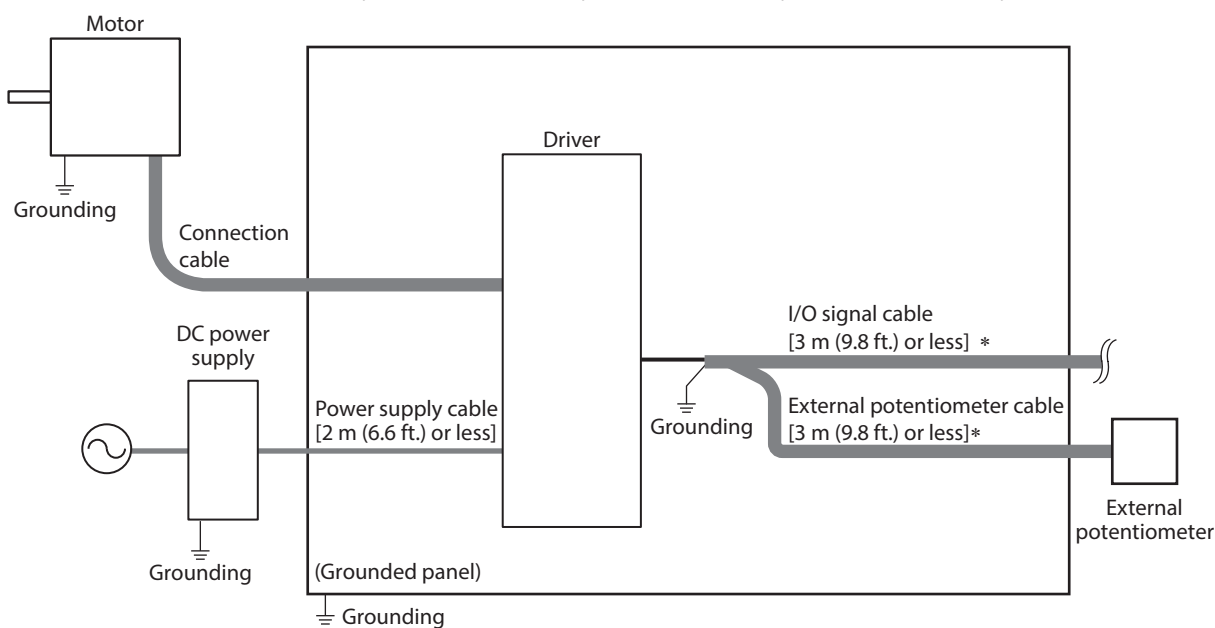 Motor
Grounding
Connection
cable
Driver
DC power
supply
Power supply cable
[2 m (6.6 ft.) or less]
I/O signal cable
[3 m (9.8 ft.) or less] *
Grounding
External potentiometer cable
[3 m (9.8 ft.) or less]*
External
potentiometer
Grounding
(Grounded panel)
Grounding